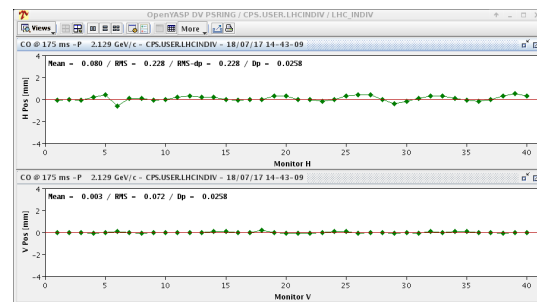 OpenYASP DV PSRING / CPS.USER.LHCINDIV / LHC_INDIV
Views
More
CO @ 175 ms -P 2.129 GeV/c - CPS.USER.LHCINDIV - 18/07/17 14-43-09
Mean = 0.080 / RMS = 0.228 / RMS-dp = 0.228 / Dp = 0.0258
H Pos [mm]
4
2
0
-2
-4
0 5 10 15 20 25 30 35 40
Monitor H
CO @ 175 ms -P 2.129 GeV/c - CPS.USER.LHCINDIV - 18/07/17 14-43-09
Mean = 0.003 / RMS = 0.072 / Dp = 0.0258
V Pos [mm]
4
2
0
-2
-4
0 5 10 15 20 25 30 35 40
Monitor V